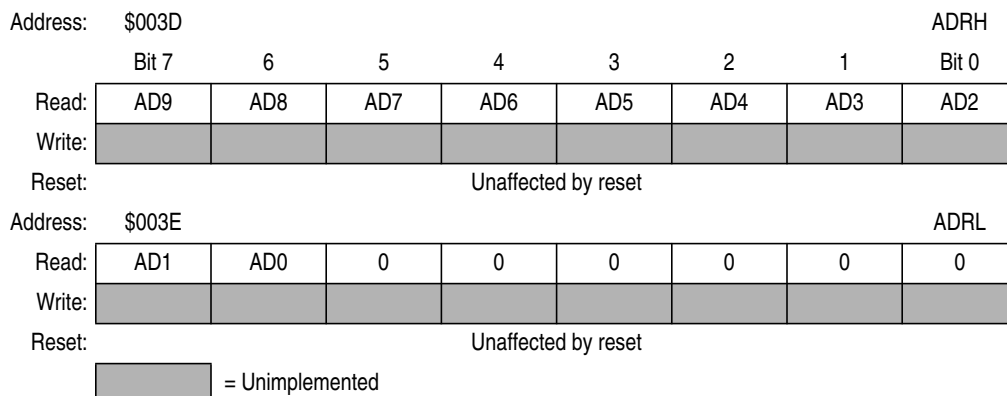 Address: $003D ADRH
Bit 7 6 5 4 3 2 1 Bit 0
Read: AD9 AD8 AD7 AD6 AD5 AD4 AD3 AD2
Write:
Reset: Unaffected by reset
Address: $003E ADRL
Read: AD1 AD0 0 0 0 0 0 0
Write:
Reset: Unaffected by reset
= Unimplemented